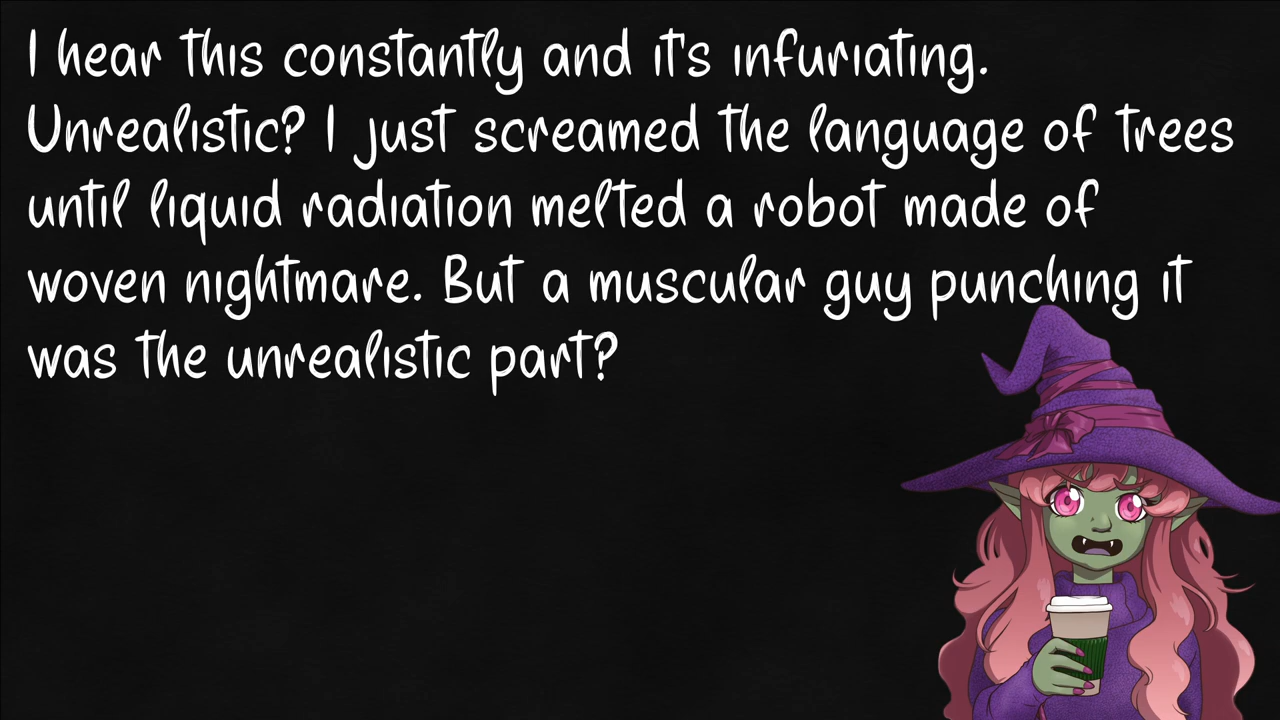 I hear this constantly and it's infuriating.
Unrealistic? I just screamed the language of trees
until liquid radiation melted a robot made of
woven nightmare. But a muscular guy punching it
was the unrealistic part?